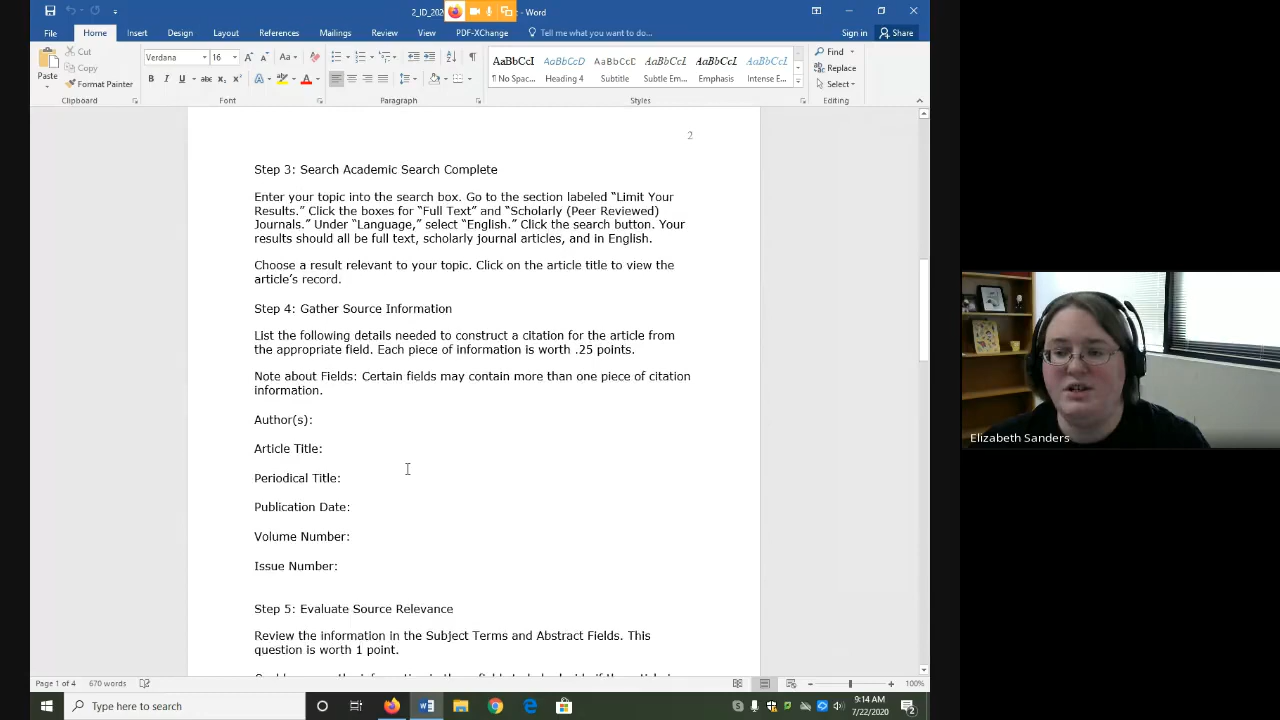 2_ID_202
- Word
File
Home
Insert
Design
Layout
References
Mailings
Review
View
PDF-XChange
Tell me what you want to do...
Sign in
Share
Paste
Cut
Copy
Format Painter
Clipboard
Verdana
16
Font
Paragraph
AaBbCcI
AaBbCcD
AaBbCcD
AaBbCcI
AaBbCcI
AaBbCcI
¶ No Spac...
Heading 4
Subtitle
Subtle Em...
Emphasis
Intense E...
Styles
Find
Replace
Select
Editing
2
Step 3: Search Academic Search Complete
Enter your topic into the search box. Go to the section labeled “Limit Your
Results.” Click the boxes for “Full Text” and “Scholarly (Peer Reviewed)
Journals.” Under “Language,” select “English.” Click the search button. Your
results should all be full text, scholarly journal articles, and in English.
Choose a result relevant to your topic. Click on the article title to view the
article’s record.
Step 4: Gather Source Information
List the following details needed to construct a citation for the article from
the appropriate field. Each piece of information is worth .25 points.
Note about Fields: Certain fields may contain more than one piece of citation
information.
Author(s):
Article Title:
Periodical Title:
Publication Date:
Volume Number:
Issue Number:
Step 5: Evaluate Source Relevance
Review the information in the Subject Terms and Abstract Fields. This
question is worth 1 point.
Elizabeth Sanders
Page 1 of 4
670 words
100%
Type here to search
9:14 AM
7/22/2020
2